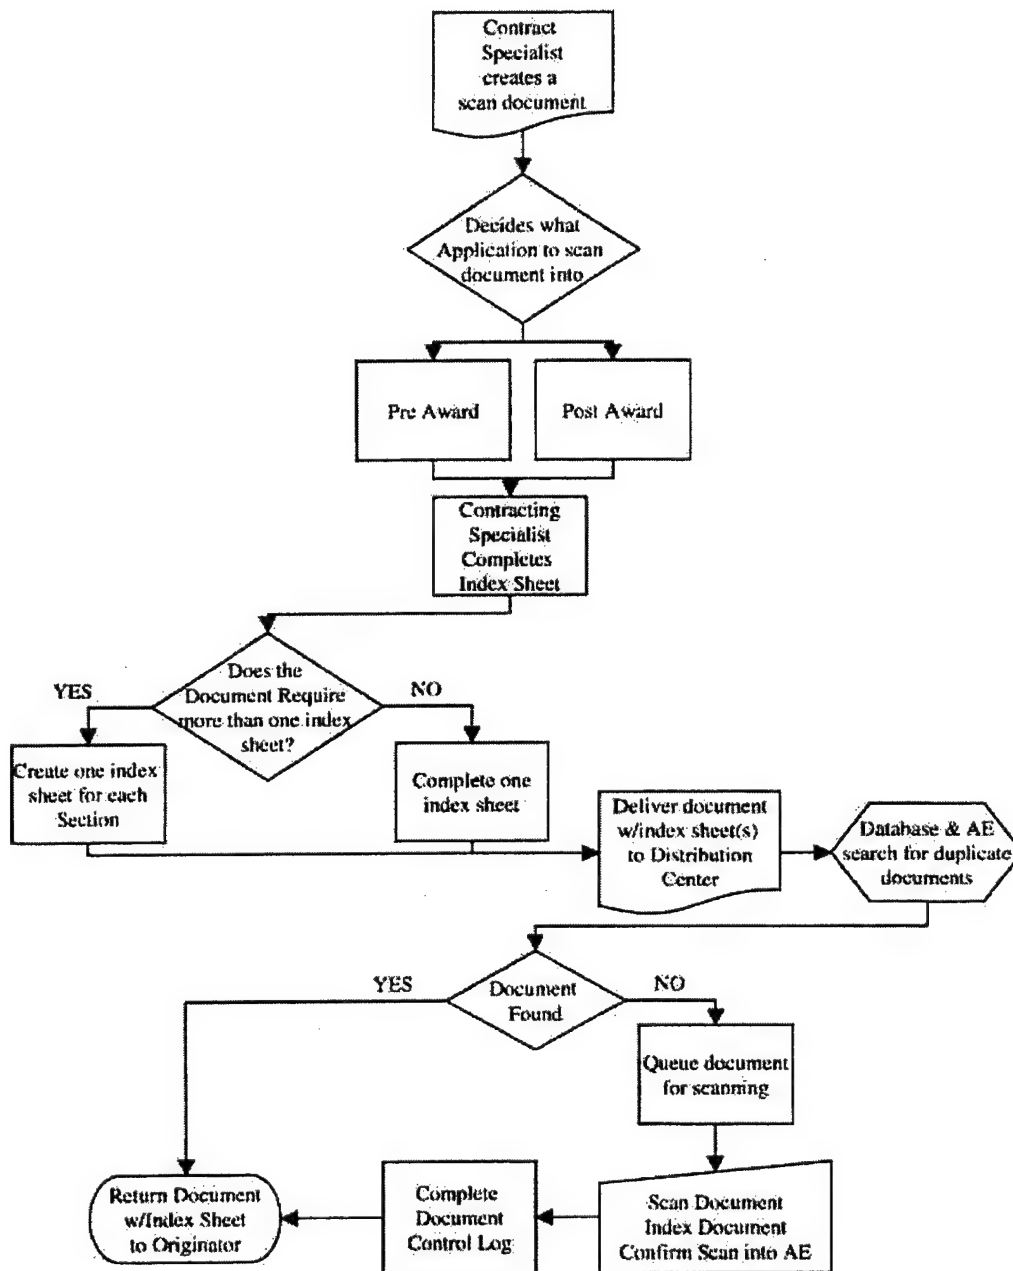 Contract
Specialist
creates a
scan document
Decides what
Application to scan
document into
Pre Award
Post Award
Contracting
Specialist
Completes
Index Sheet
Does the
Document Require
more than one index
sheet?
YES
NO
Create one index
sheet for each
Section
Complete one
index sheet
Deliver document
w/index sheet(s)
to Distribution
Center
Database & AE
search for duplicate
documents
Document
Found
YES
NO
Queue document
for scanning
Scan Document
Index Document
Confirm Scan into AE
Complete
Document
Control Log
Return Document
w/Index Sheet
to Originator